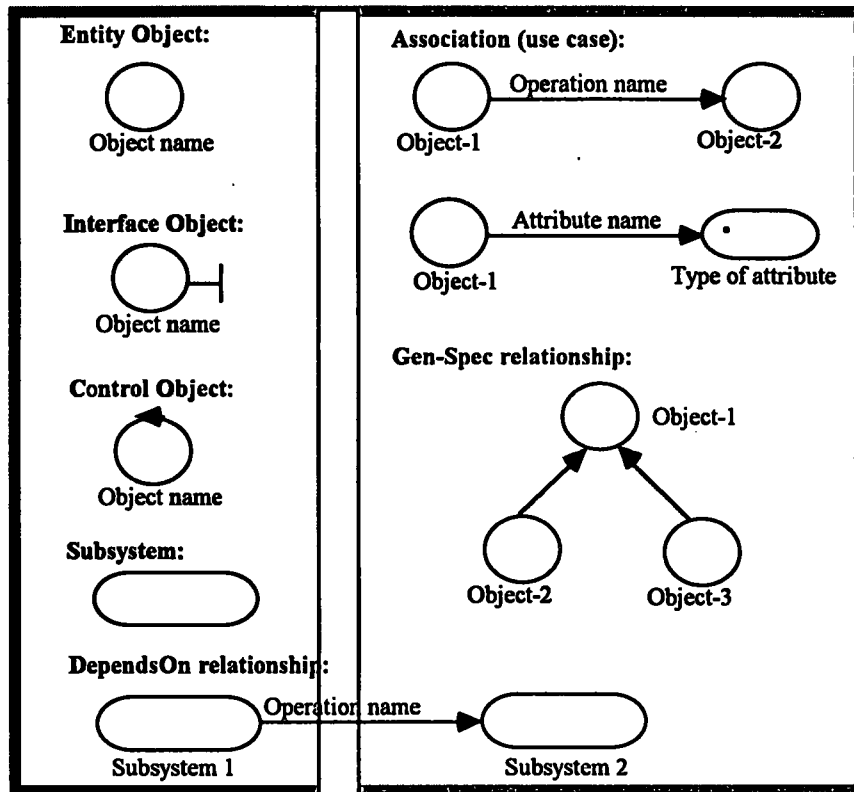 Entity Object:
Object name
Interface Object:
Object name
Control Object:
Object name
Subsystem:
DependsOn relationship:
Operation name
Subsystem 1
Subsystem 2
Association (use case):
Operation name
Object-1
Object-2
Attribute name
Object-1
Type of attribute
Gen-Spec relationship:
Object-1
Object-2
Object-3